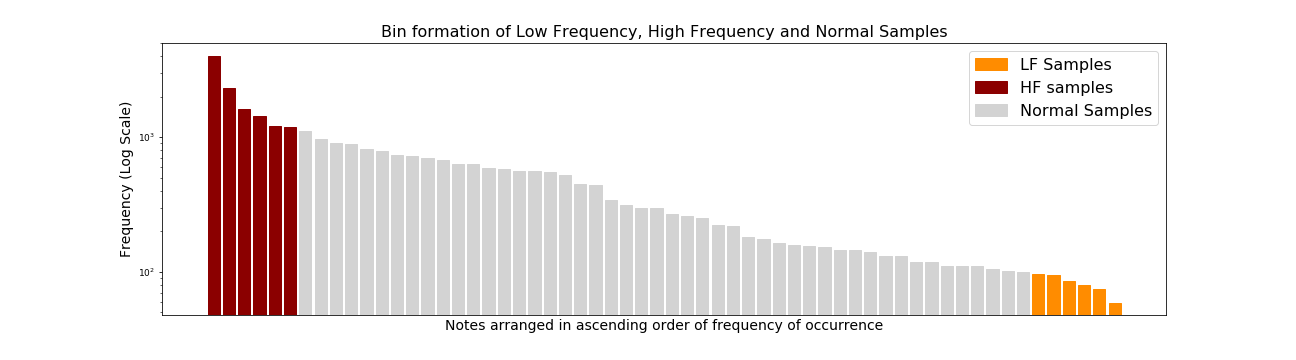 Bin formation of Low Frequency, High Frequency and Normal Samples
LF Samples
HF samples
Normal Samples
Frequency (Log Scale)
10³
10²
Notes arranged in ascending order of frequency of occurrence